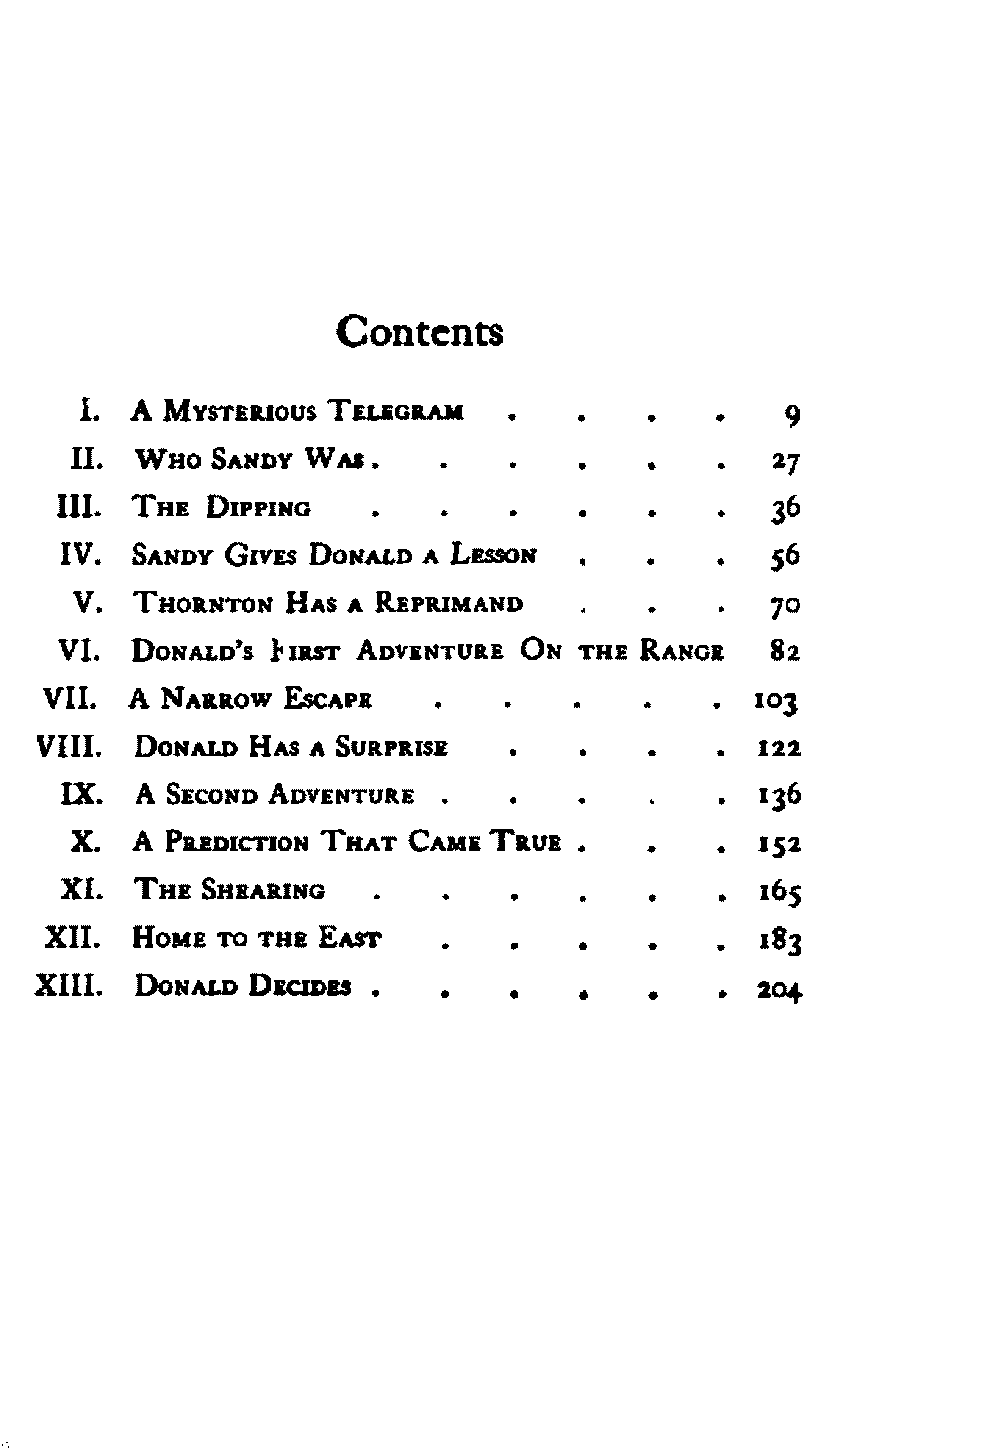 Contents
I. A Mysterious Telegram . . . . 9
II. Who Sandy Was . . . . . . 27
III. The Dipping . . . . . . 36
IV. Sandy Gives Donald a Lesson . . . 56
V. Thornton Has a Reprimand . . . 70
VI. Donald's First Adventure On the Range 82
VII. A Narrow Escape . . . . . 103
VIII. Donald Has a Surprise . . . . 122
IX. A Second Adventure . . . . . 136
X. A Prediction That Came True . . . 152
XI. The Shearing . . . . . . 165
XII. Home to the East . . . . . 183
XIII. Donald Decides . . . . . . 204